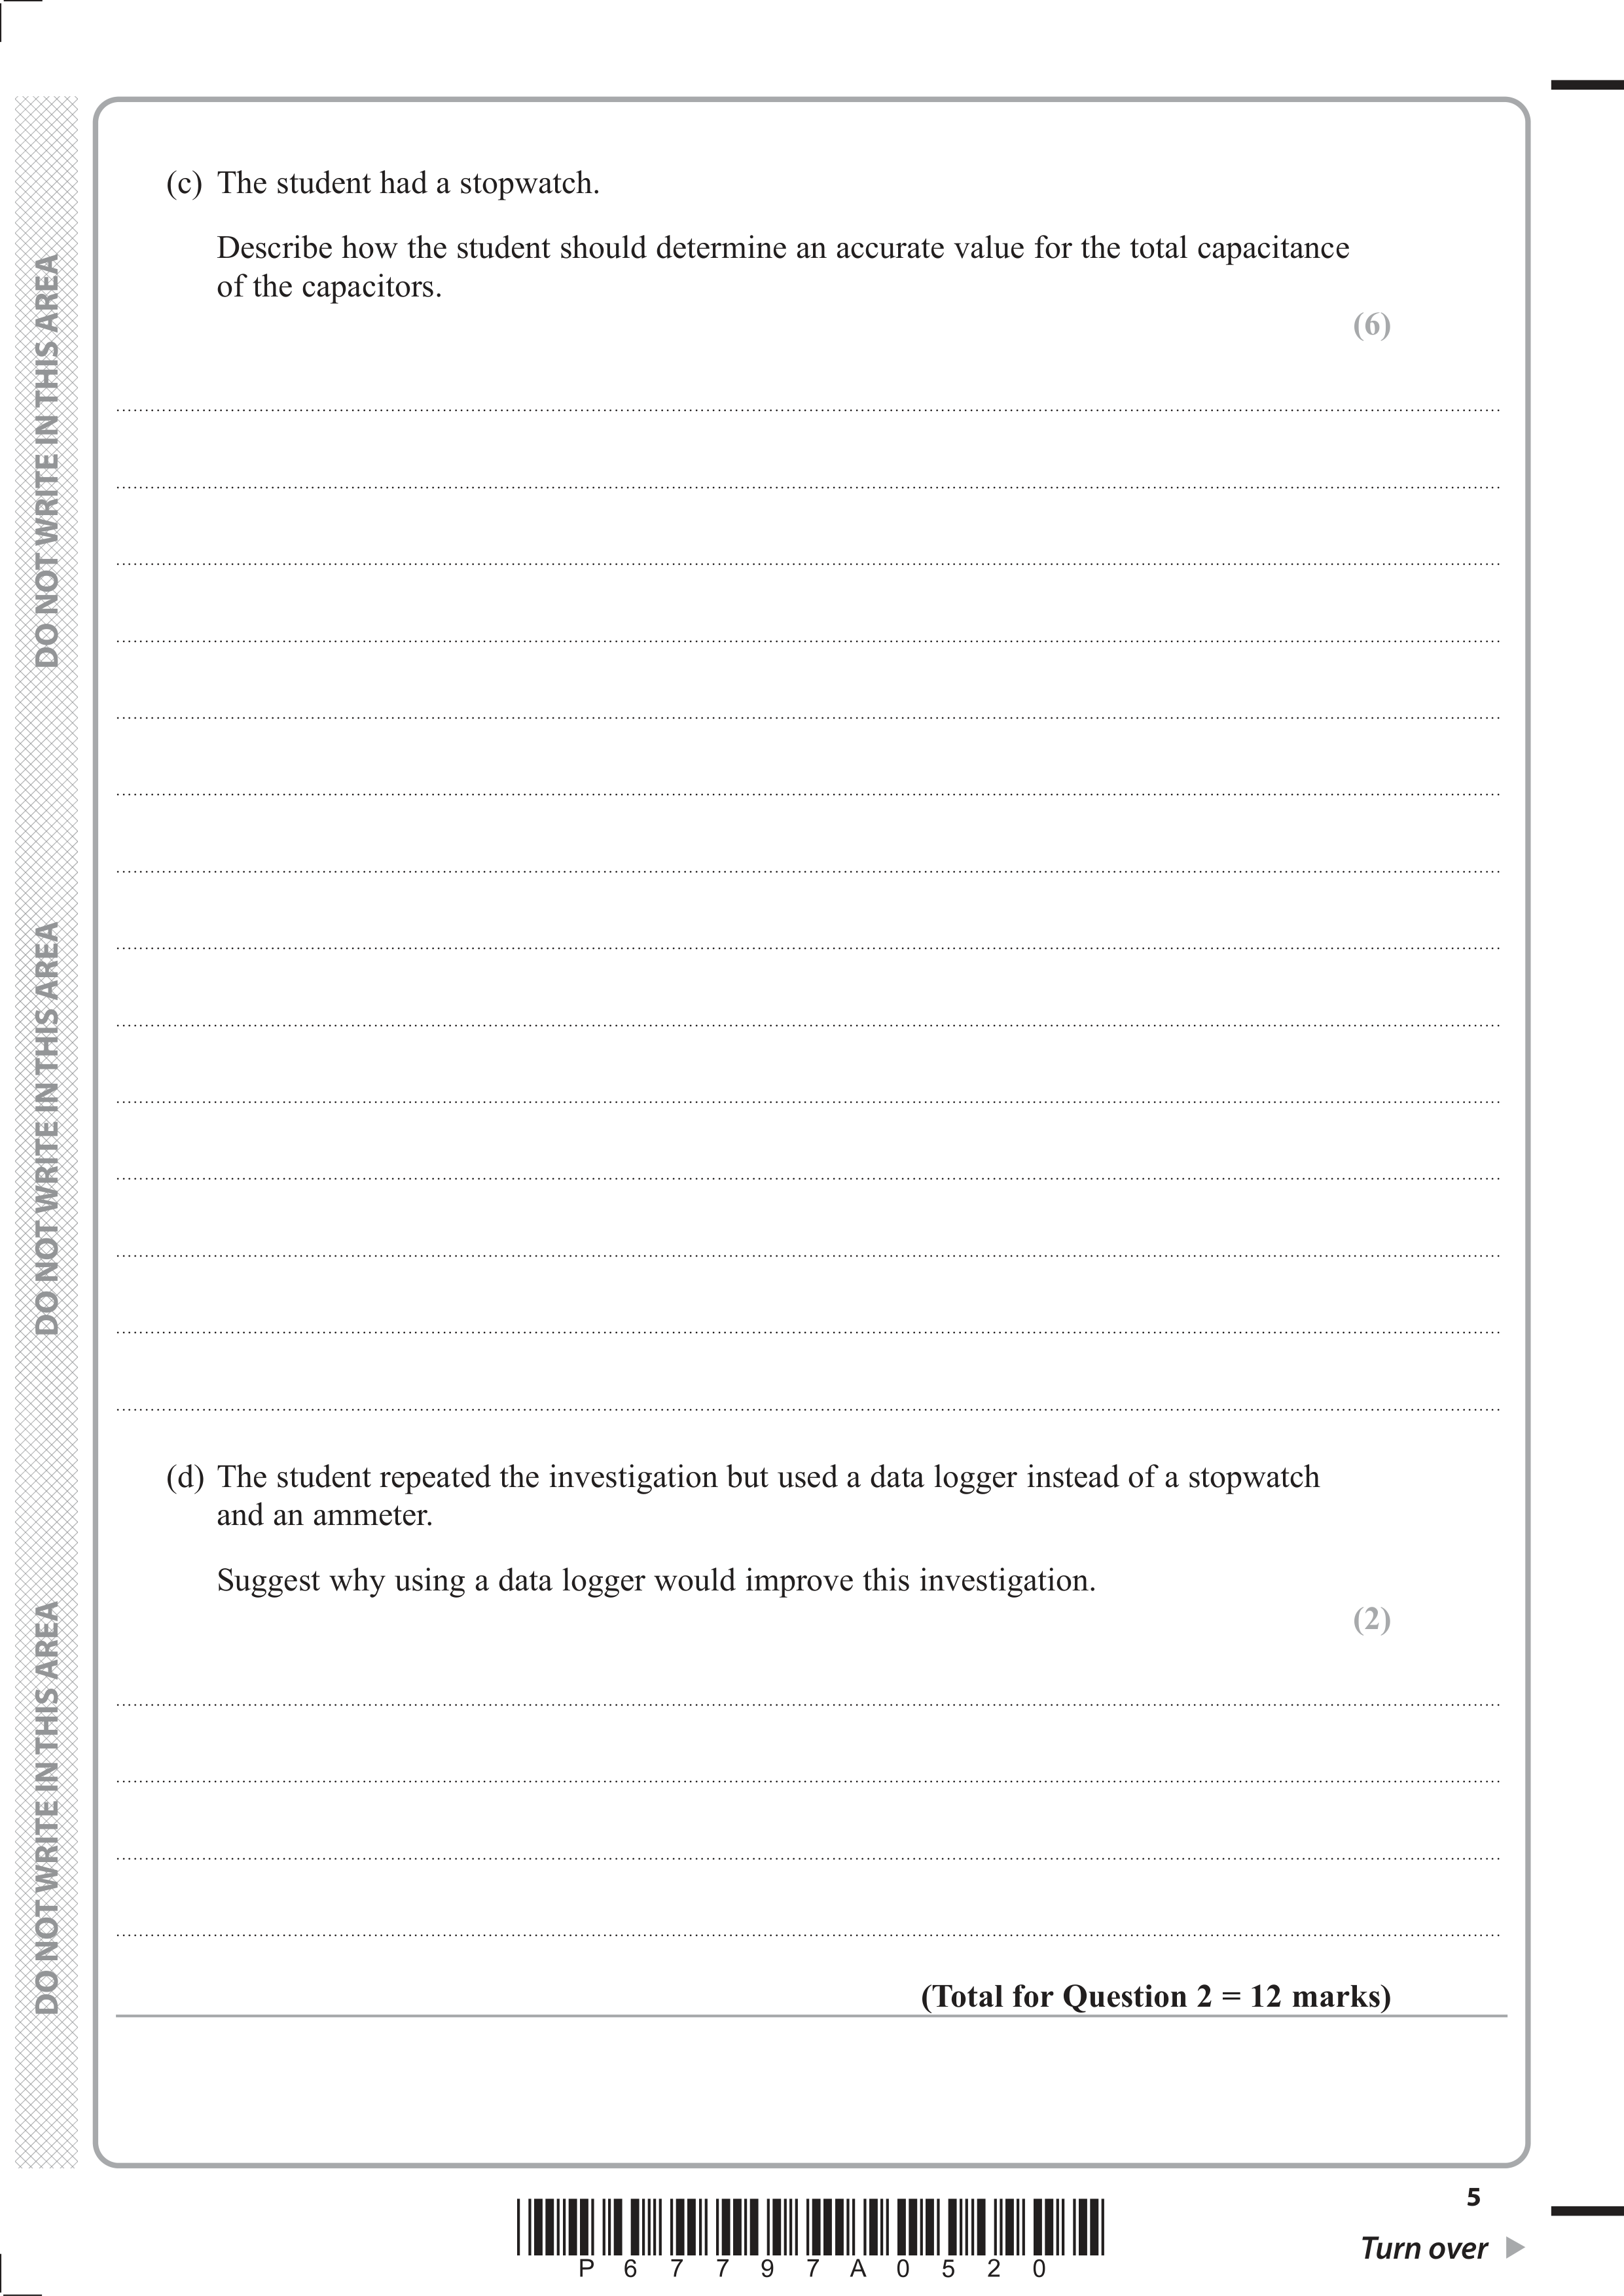 (c) The student had a stopwatch.
Describe how the student should determine an accurate value for the total capacitance
of the capacitors.
(6)
(d) The student repeated the investigation but used a data logger instead of a stopwatch
and an ammeter.
Suggest why using a data logger would improve this investigation.
(2)
(Total for Question 2 = 12 marks)
DO NOT WRITE IN THIS AREA
DO NOT WRITE IN THIS AREA
DO NOT WRITE IN THIS AREA
5
P 6 7 7 9 7 A 0 5 2 0
Turn over